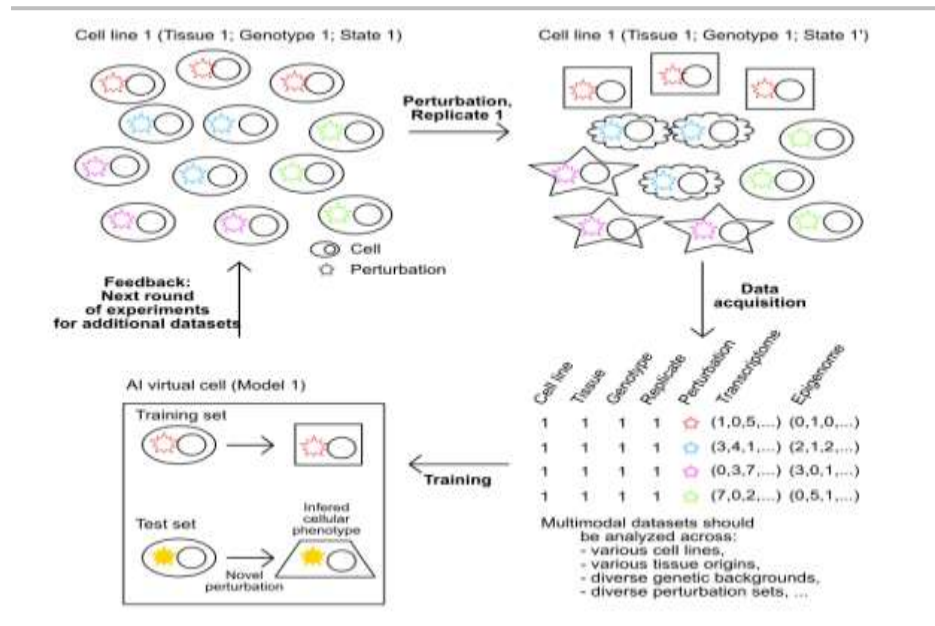 Cell line 1 (Tissue 1; Genotype 1; State 1)
Cell line 1 (Tissue 1; Genotype 1; State 1')
Perturbation,
Replicate 1
Cell
Perturbation
Feedback:
Next round
of experiments
for additional datasets
Data
acquisition
Cell line
Tissue
Genotype
Replicate
Perturbation
Transcriptome
Epigenome
1 1 1 1 (1,0,5,...) (0,1,0,...)
1 1 1 1 (3,4,1,...) (2,1,2,...)
1 1 1 1 (0,3,7,...) (3,0,1,...)
1 1 1 1 (7,0,2,...) (0,5,1,...)
Multimodal datasets should
be analyzed across:
- various cell lines,
- various tissue origins,
- diverse genetic backgrounds,
- diverse perturbation sets, ...
Training
AI virtual cell (Model 1)
Training set
Test set
Novel
perturbation
Infered
cellular
phenotype